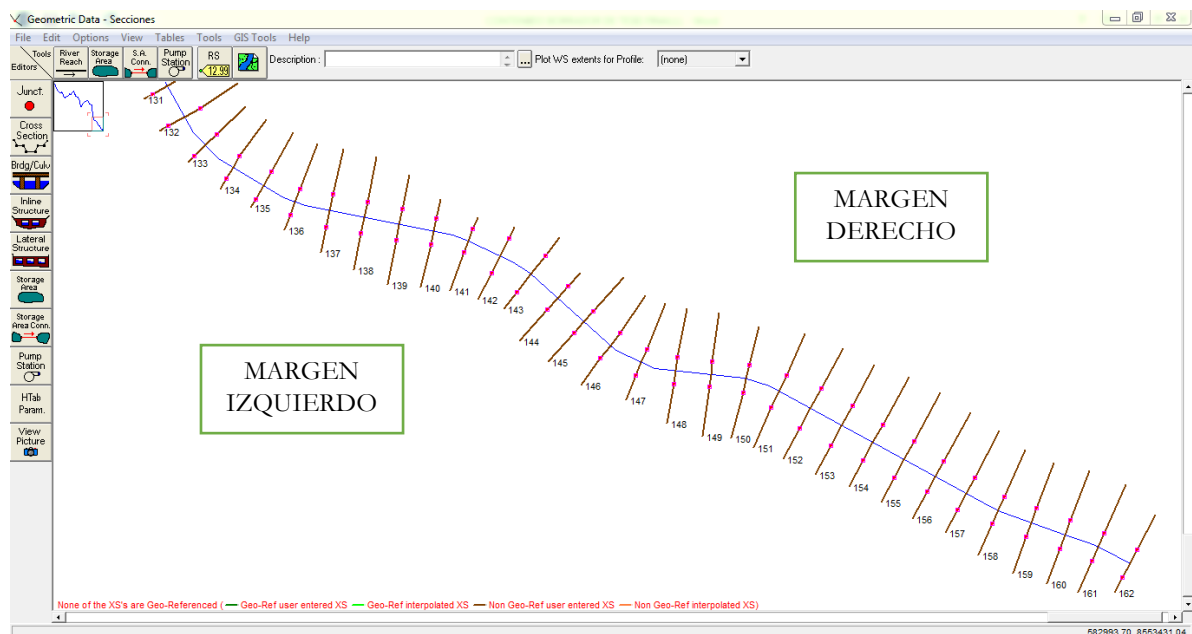 Geometric Data - Secciones
File Edit Options View Tables Tools GIS Tools Help
Tools
Editors
River
Reach
Storage
Area
S.A.
Conn.
Pump
Station
RS
12.99
Description :
...
Plot WS extents for Profile:
(none)
Junct.
Cross
Section
Brdg/Culv
Inline
Structure
Lateral
Structure
Storage
Area
Storage
Area Conn.
Pump
Station
HTab
Param.
View
Picture
MARGEN
DERECHO
MARGEN
IZQUIERDO
131
132
133
134
135
136
137
138
139
140
141
142
143
144
145
146
147
148
149
150
151
152
153
154
155
156
157
158
159
160
161
162
None of the XS's are Geo-Referenced ( — Geo-Ref user entered XS — Geo-Ref interpolated XS — Non Geo-Ref user entered XS — Non Geo-Ref interpolated XS)
582993.70, 8553431.04